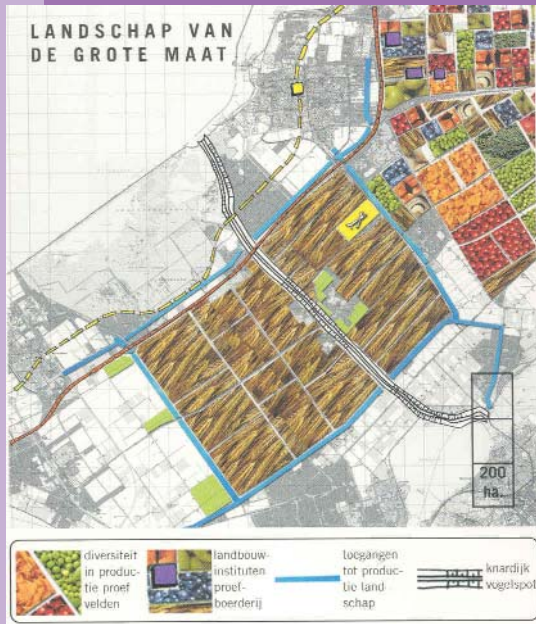 LANDSCHAP VAN
DE GROTE MAAT
200
ha.
diversiteit
in produc-
tie proef
velden
landbouw-
instituten
proef-
boerderij
toegangen
tot produc-
tie land-
schap
knardijk
vogelspot